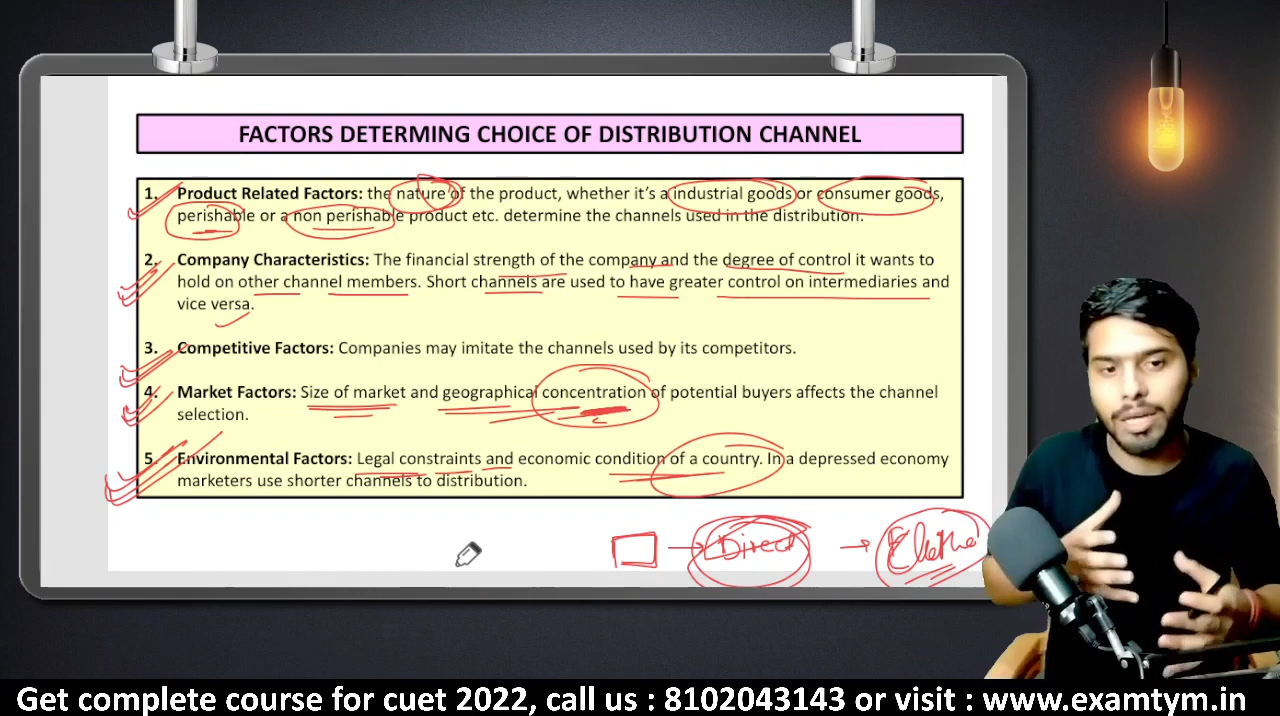 FACTORS DETERMING CHOICE OF DISTRIBUTION CHANNEL
1. Product Related Factors: the nature of the product, whether it's a industrial goods or consumer goods,
perishable or a non perishable product etc. determine the channels used in the distribution.
2. Company Characteristics: The financial strength of the company and the degree of control it wants to
hold on other channel members. Short channels are used to have greater control on intermediaries and
vice versa.
3. Competitive Factors: Companies may imitate the channels used by its competitors.
4. Market Factors: Size of market and geographical concentration of potential buyers affects the channel
selection.
5. Environmental Factors: Legal constraints and economic condition of a country. In a depressed economy
marketers use shorter channels to distribution.
Direct
Get complete course for cuet 2022, call us : 8102043143 or visit : www.examtym.in